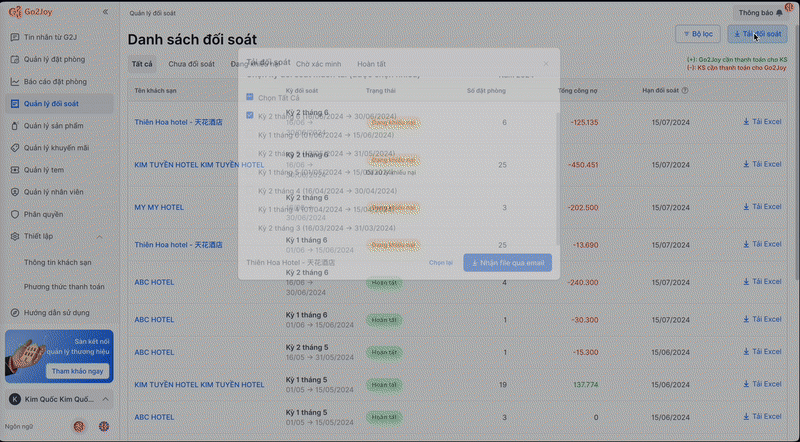 Go2Joy
Quản lý đối soát
Thông báo
Tin nhắn từ G2J
Quản lý đặt phòng
Báo cáo đặt phòng
Quản lý đối soát
Quản lý sản phẩm
Quản lý khuyến mãi
Quản lý tem
Quản lý nhân viên
Phân quyền
Thiết lập
Thông tin khách sạn
Phương thức thanh toán
Hướng dẫn sử dụng
Sàn kết nối
quản lý thương hiệu
Tham khảo ngay
K Kim Quốc Kim Quố...
Ngôn ngữ
Danh sách đối soát
Bộ lọc
Tải đối soát
Tất cả
Chưa đối soát
Chờ xác minh
Hoàn tất
(+): Go2Joy cần thanh toán cho KS
(-): KS cần thanh toán cho Go2Joy
Tải đối soát
Chọn Tất Cả
Kỳ 2 tháng 6 (16/06/2024 → 30/06/2024)
Kỳ 1 tháng 6 (01/06/2024 → 15/06/2024)
Kỳ 2 tháng 5 (16/05/2024 → 31/05/2024)
Kỳ 1 tháng 5 (01/05/2024 → 15/05/2024)
Kỳ 2 tháng 4 (16/04/2024 → 30/04/2024)
Kỳ 1 tháng 4 (01/04/2024 → 15/04/2024)
Kỳ 2 tháng 3 (16/03/2024 → 31/03/2024)
Thiên Hoa Hotel - 天花酒店
Chọn lại
Nhận file qua email
Tên khách sạn Kỳ đối soát Trạng thái Số đặt phòng Tổng công nợ Hạn đối soát
Thiên Hoa hotel - 天花酒店 Kỳ 2 tháng 6 Đang khiếu nại 6 -125.135 15/07/2024 Tải Excel
KIM TUYỀN HOTEL KIM TUYỀN HOTEL Kỳ 2 tháng 6 Đang khiếu nại 25 -450.451 15/07/2024 Tải Excel
Đã xử lý khiếu nại
MY MY HOTEL Kỳ 2 tháng 6 Đang khiếu nại 3 -202.500 15/07/2024 Tải Excel
30/06/2024
Thiên Hoa hotel - 天花酒店 Kỳ 1 tháng 6 Đang khiếu nại 25 -13.690 15/07/2024 Tải Excel
01/06 → 15/06/2024
ABC HOTEL Kỳ 2 tháng 6 Hoàn tất 4 -240.300 15/07/2024 Tải Excel
16/06 →
30/06/2024
ABC HOTEL Kỳ 1 tháng 6 Hoàn tất 1 -30.300 15/07/2024 Tải Excel
01/06 → 15/06/2024
ABC HOTEL Kỳ 2 tháng 5 Hoàn tất 1 -15.300 15/06/2024 Tải Excel
16/05 → 31/05/2024
KIM TUYỀN HOTEL KIM TUYỀN HOTEL Kỳ 1 tháng 5 Hoàn tất 19 137.774 15/06/2024 Tải Excel
01/05 → 15/05/2024
ABC HOTEL Kỳ 1 tháng 5 Hoàn tất 3 0 15/06/2024 Tải Excel
01/05 → 15/05/2024